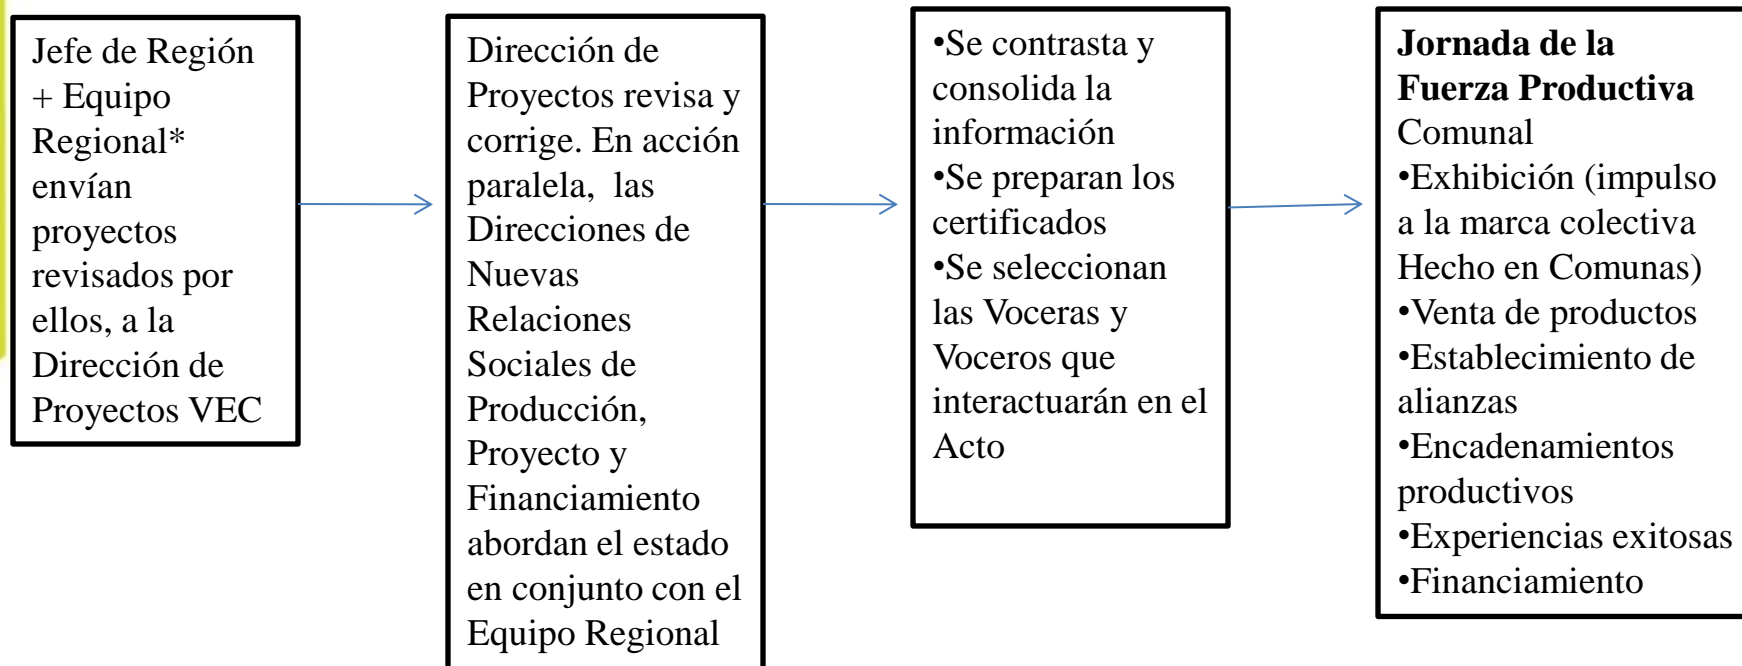 Jefe de Región
+ Equipo
Regional*
envían
proyectos
revisados por
ellos, a la
Dirección de
Proyectos VEC
Dirección de
Proyectos revisa y
corrige. En acción
paralela, las
Direcciones de
Nuevas
Relaciones
Sociales de
Producción,
Proyecto y
Financiamiento
abordan el estado
en conjunto con el
Equipo Regional
•Se contrasta y
consolida la
información
•Se preparan los
certificados
•Se seleccionan
las Voceras y
Voceros que
interactuarán en el
Acto
Jornada de la
Fuerza Productiva
Comunal
•Exhibición (impulso
a la marca colectiva
Hecho en Comunas)
•Venta de productos
•Establecimiento de
alianzas
•Encadenamientos
productivos
•Experiencias exitosas
•Financiamiento